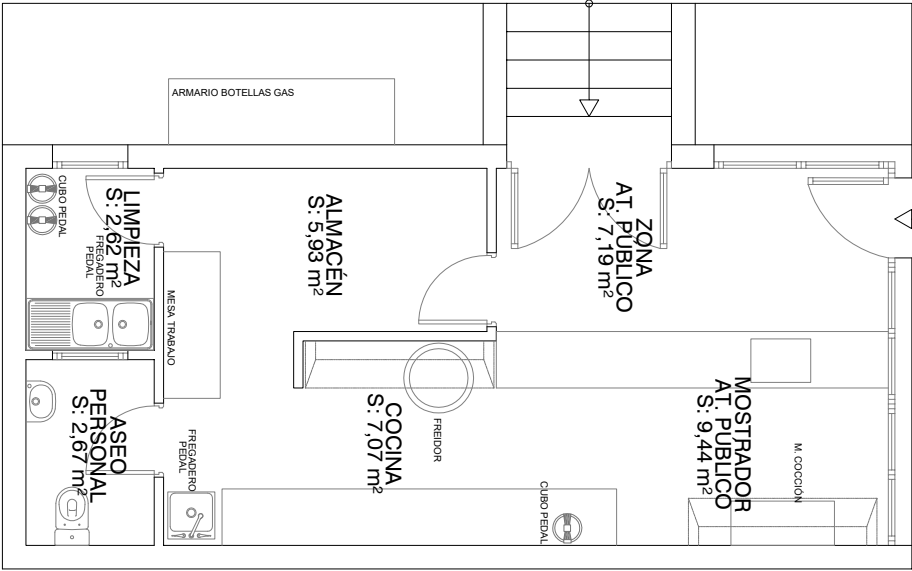 ARMARIO BOTELLAS GAS
CUBO PEDAL
LIMPIEZA
S: 2,62 m²
FREGADERO
PEDAL
MESA TRABAJO
ALMACÉN
S: 5,93 m²
ZONA
AT. PÚBLICO
S: 7,19 m²
ASEO
PERSONAL
S: 2,67 m²
FREGADERO
PEDAL
COCINA
S: 7,07 m²
FREIDOR
CUBO PEDAL
MOSTRADOR
AT. PUBLICO
S: 9,44 m²
M. COCCIÓN